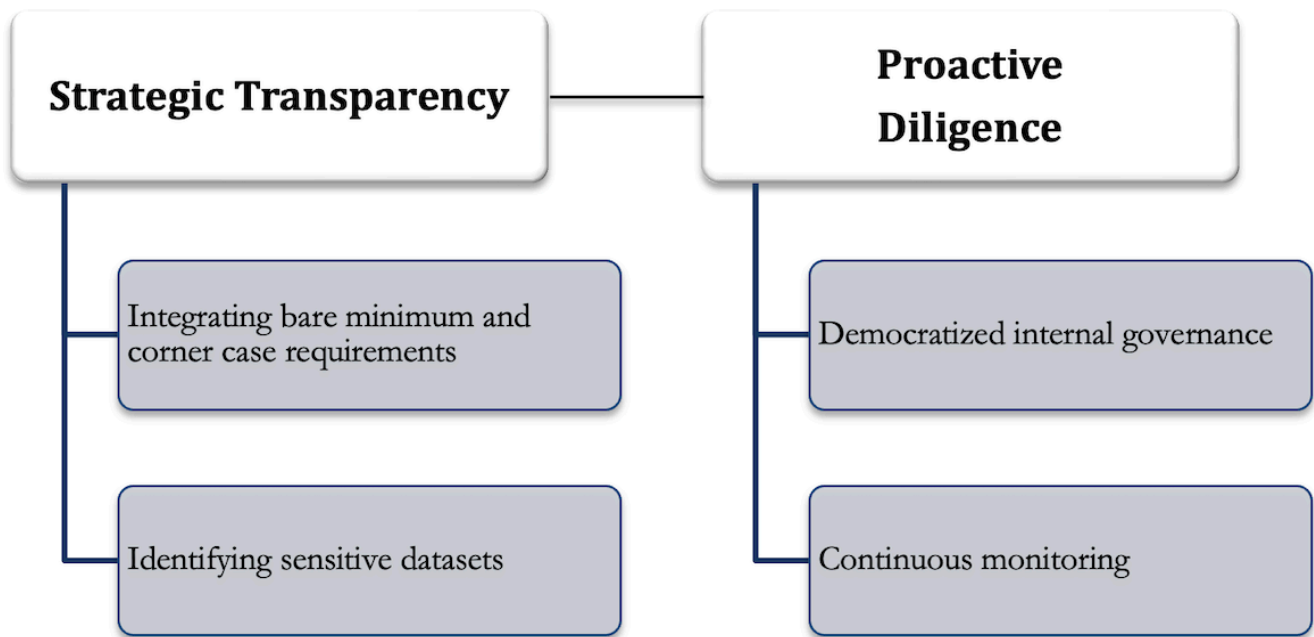 Strategic Transparency
Proactive
Diligence
Integrating bare minimum and
corner case requirements
Democratized internal governance
Identifying sensitive datasets
Continuous monitoring